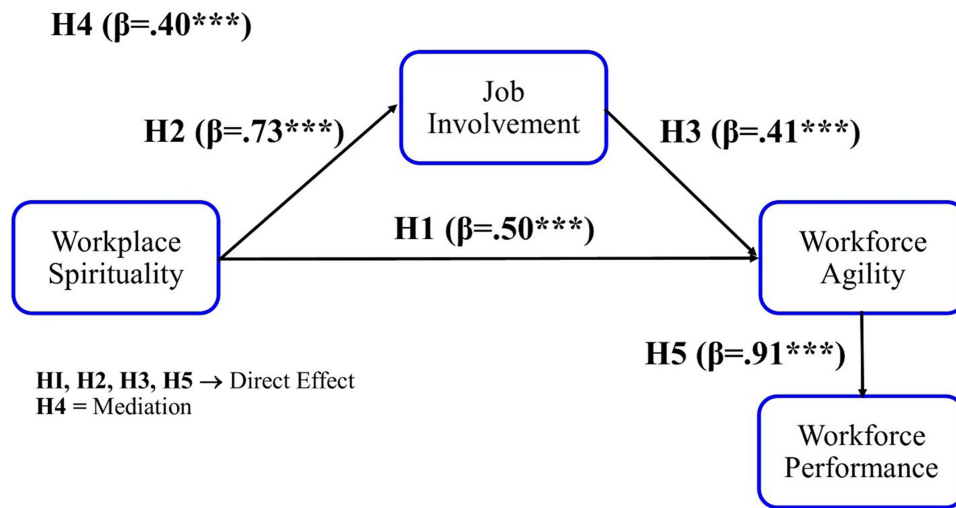 H4 (β=.40***)
Job
Involvement
H2 (β=.73***)
H3 (β=.41***)
H1 (β=.50***)
Workplace
Spirituality
Workforce
Agility
H5 (β=.91***)
HI, H2, H3, H5 → Direct Effect
H4 = Mediation
Workforce
Performance